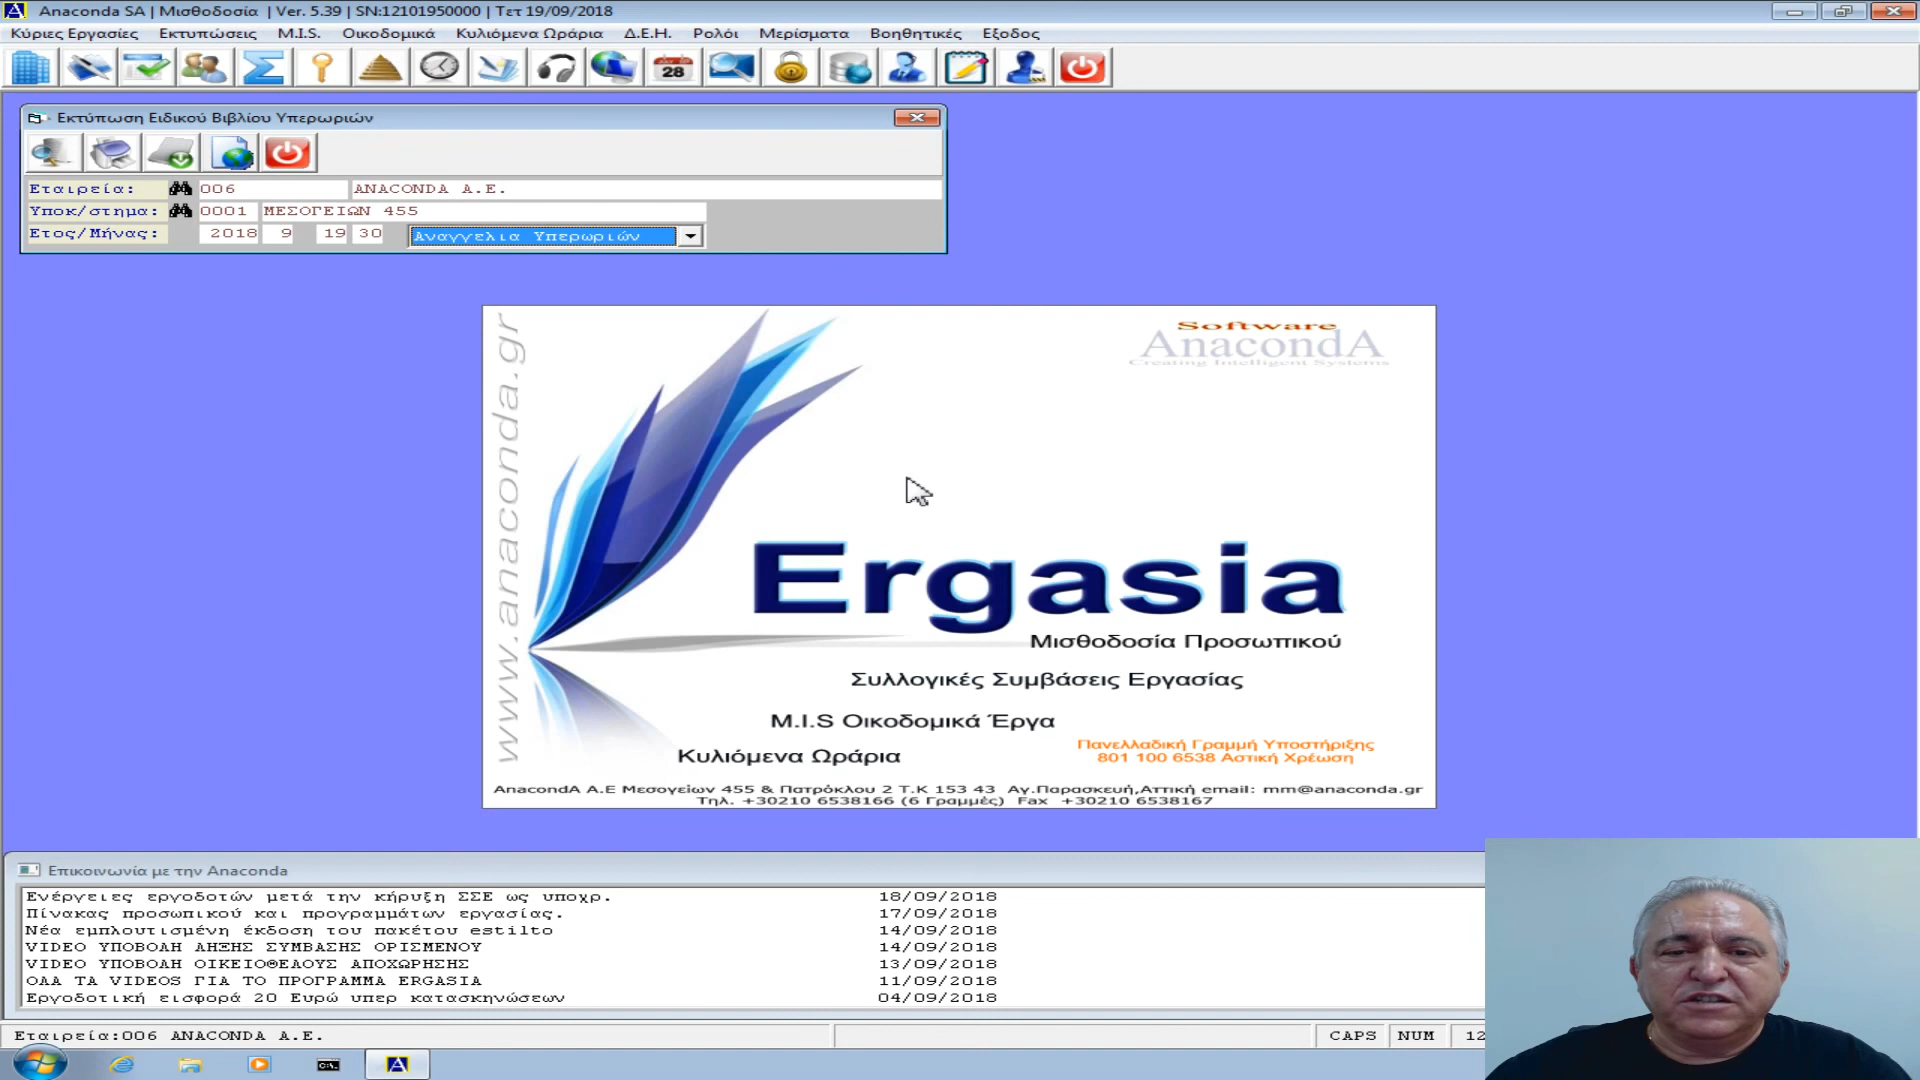 Anaconda SA | Μισθοδοσία | Ver. 5.39 | SN:12101950000 | Τετ 19/09/2018
Κύριες Εργασίες Εκτυπώσεις M.I.S. Οικοδομικά Κυλιόμενα Ωράρια Δ.Ε.Η. Ρολόι Μερίσματα Βοηθητικές Εξοδος
28
Εκτύπωση Ειδικού Βιβλίου Υπερωριών
Εταιρεία: 006 ANACONDA A.E.
Υποκ/στημα: 0001 ΜΕΣΟΓΕΙΩΝ 455
Ετος/Μήνας: 2018 9 19 30 Αναγγελια Υπερωριών
www.anaconda.gr
Software
AnacondA
Creating Intelligent Systems
Ergasia
Μισθοδοσία Προσωπικού
Συλλογικές Συμβάσεις Εργασίας
M.I.S Οικοδομικά Έργα
Κυλιόμενα Ωράρια
Πανελλαδική Γραμμή Υποστήριξης
801 100 6538 Αστική Χρέωση
AnacondA A.E Μεσογείων 455 & Πατρόκλου 2 Τ.Κ 153 43 Αγ.Παρασκευή,Αττική email: mm@anaconda.gr
Τηλ. +30210 6538166 (6 Γραμμές) Fax +30210 6538167
Επικοινωνία με την Anaconda
Ενέργειες εργοδοτών μετά την κήρυξη ΣΣΕ ως υποχρ. 18/09/2018
Πίνακας προσωπικού και προγραμμάτων εργασίας. 17/09/2018
Νέα εμπλουτισμένη έκδοση του πακέτου estilto 14/09/2018
VIDEO ΥΠΟΒΟΛΗ ΛΗΞΗΣ ΣΥΜΒΑΣΗΣ ΟΡΙΣΜΕΝΟΥ 14/09/2018
VIDEO ΥΠΟΒΟΛΗ ΟΙΚΕΙΟΘΕΛΟΥΣ ΑΠΟΧΩΡΗΣΗΣ 13/09/2018
ΟΛΑ ΤΑ VIDEOS ΓΙΑ ΤΟ ΠΡΟΓΡΑΜΜΑ ERGASIA 11/09/2018
Εργοδοτική εισφορά 20 Ευρώ υπερ κατασκηνώσεων 04/09/2018
Εταιρεία:006 ANACONDA A.E. CAPS NUM 12